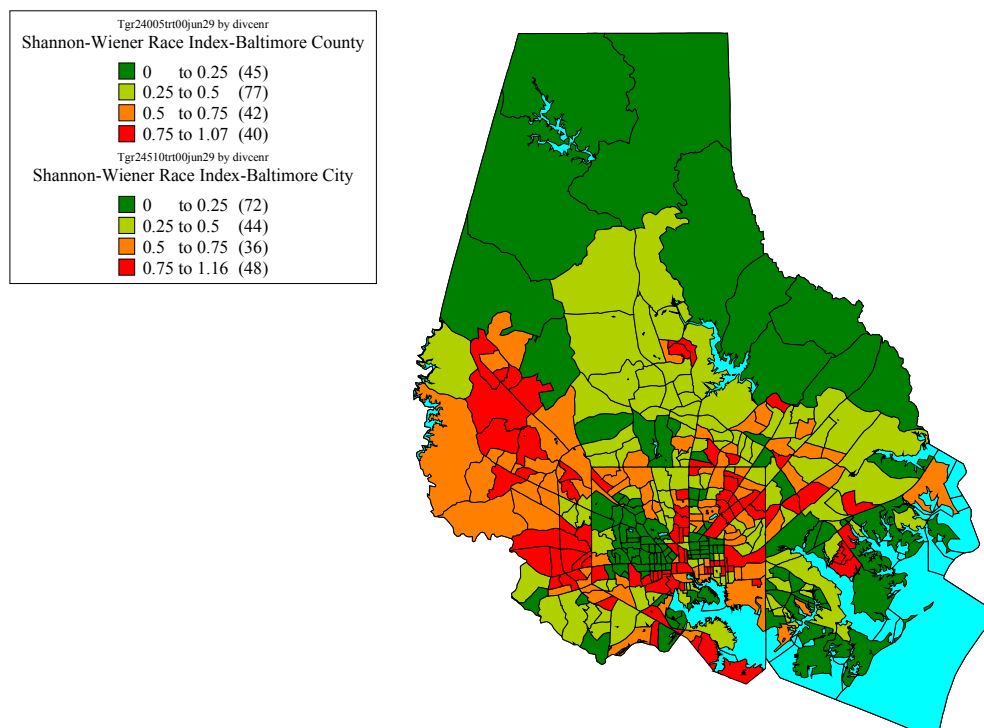 Tgr24005trt00jun29 by divcenr
Shannon-Wiener Race Index-Baltimore County
0 to 0.25 (45)
0.25 to 0.5 (77)
0.5 to 0.75 (42)
0.75 to 1.07 (40)
Tgr24510trt00jun29 by divcenr
Shannon-Wiener Race Index-Baltimore City
0 to 0.25 (72)
0.25 to 0.5 (44)
0.5 to 0.75 (36)
0.75 to 1.16 (48)